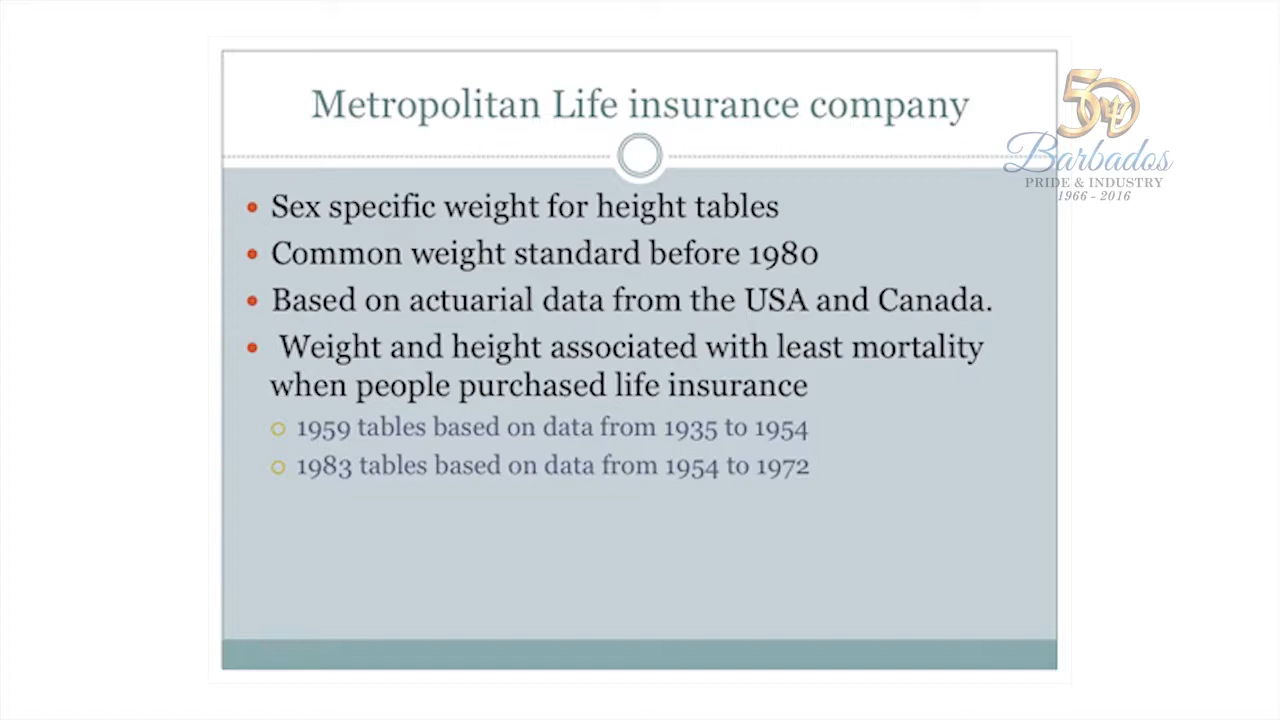 Metropolitan Life insurance company
50
Barbados
PRIDE & INDUSTRY
1966 - 2016
• Sex specific weight for height tables
• Common weight standard before 1980
• Based on actuarial data from the USA and Canada.
• Weight and height associated with least mortality
when people purchased life insurance
○ 1959 tables based on data from 1935 to 1954
○ 1983 tables based on data from 1954 to 1972